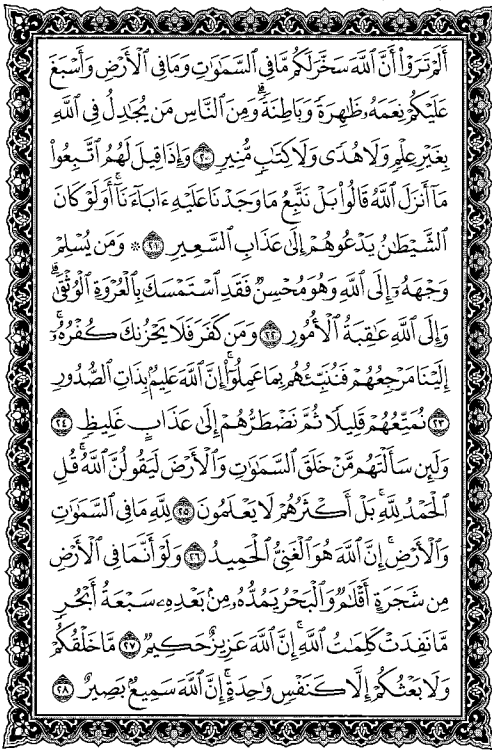 أَلَمْ تَرَوْا۟ أَنَّ ٱللَّهَ سَخَّرَ لَكُم مَّا فِى ٱلسَّمَٰوَٰتِ وَمَا فِى ٱلْأَرْضِ وَأَسْبَغَ
عَلَيْكُمْ نِعَمَهُۥ ظَٰهِرَةً وَبَاطِنَةً ۗ وَمِنَ ٱلنَّاسِ مَن يُجَٰدِلُ فِى ٱللَّهِ
بِغَيْرِ عِلْمٍ وَلَا هُدًى وَلَا كِتَٰبٍ مُّنِيرٍ ۝٢٠ وَإِذَا قِيلَ لَهُمُ ٱتَّبِعُوا۟
مَآ أَنزَلَ ٱللَّهُ قَالُوا۟ بَلْ نَتَّبِعُ مَا وَجَدْنَا عَلَيْهِ ءَابَآءَنَآ ۚ أَوَلَوْ كَانَ
ٱلشَّيْطَٰنُ يَدْعُوهُمْ إِلَىٰ عَذَابِ ٱلسَّعِيرِ ۝٢١ ۞ وَمَن يُسْلِمْ
وَجْهَهُۥٓ إِلَى ٱللَّهِ وَهُوَ مُحْسِنٌ فَقَدِ ٱسْتَمْسَكَ بِٱلْعُرْوَةِ ٱلْوُثْقَىٰ ۗ
وَإِلَى ٱللَّهِ عَٰقِبَةُ ٱلْأُمُورِ ۝٢٢ وَمَن كَفَرَ فَلَا يَحْزُنكَ كُفْرُهُۥٓ ۚ
إِلَيْنَا مَرْجِعُهُمْ فَنُنَبِّئُهُم بِمَا عَمِلُوٓا۟ ۚ إِنَّ ٱللَّهَ عَلِيمٌۢ بِذَاتِ ٱلصُّدُورِ
۝٢٣ نُمَتِّعُهُمْ قَلِيلًا ثُمَّ نَضْطَرُّهُمْ إِلَىٰ عَذَابٍ غَلِيظٍ ۝٢٤
وَلَئِن سَأَلْتَهُم مَّنْ خَلَقَ ٱلسَّمَٰوَٰتِ وَٱلْأَرْضَ لَيَقُولُنَّ ٱللَّهُ ۚ قُلِ
ٱلْحَمْدُ لِلَّهِ ۚ بَلْ أَكْثَرُهُمْ لَا يَعْلَمُونَ ۝٢٥ لِلَّهِ مَا فِى ٱلسَّمَٰوَٰتِ
وَٱلْأَرْضِ ۚ إِنَّ ٱللَّهَ هُوَ ٱلْغَنِىُّ ٱلْحَمِيدُ ۝٢٦ وَلَوْ أَنَّمَا فِى ٱلْأَرْضِ
مِن شَجَرَةٍ أَقْلَٰمٌ وَٱلْبَحْرُ يَمُدُّهُۥ مِنۢ بَعْدِهِۦ سَبْعَةُ أَبْحُرٍ
مَّا نَفِدَتْ كَلِمَٰتُ ٱللَّهِ ۗ إِنَّ ٱللَّهَ عَزِيزٌ حَكِيمٌ ۝٢٧ مَّا خَلْقُكُمْ
وَلَا بَعْثُكُمْ إِلَّا كَنَفْسٍ وَٰحِدَةٍ ۗ إِنَّ ٱللَّهَ سَمِيعٌۢ بَصِيرٌ ۝٢٨